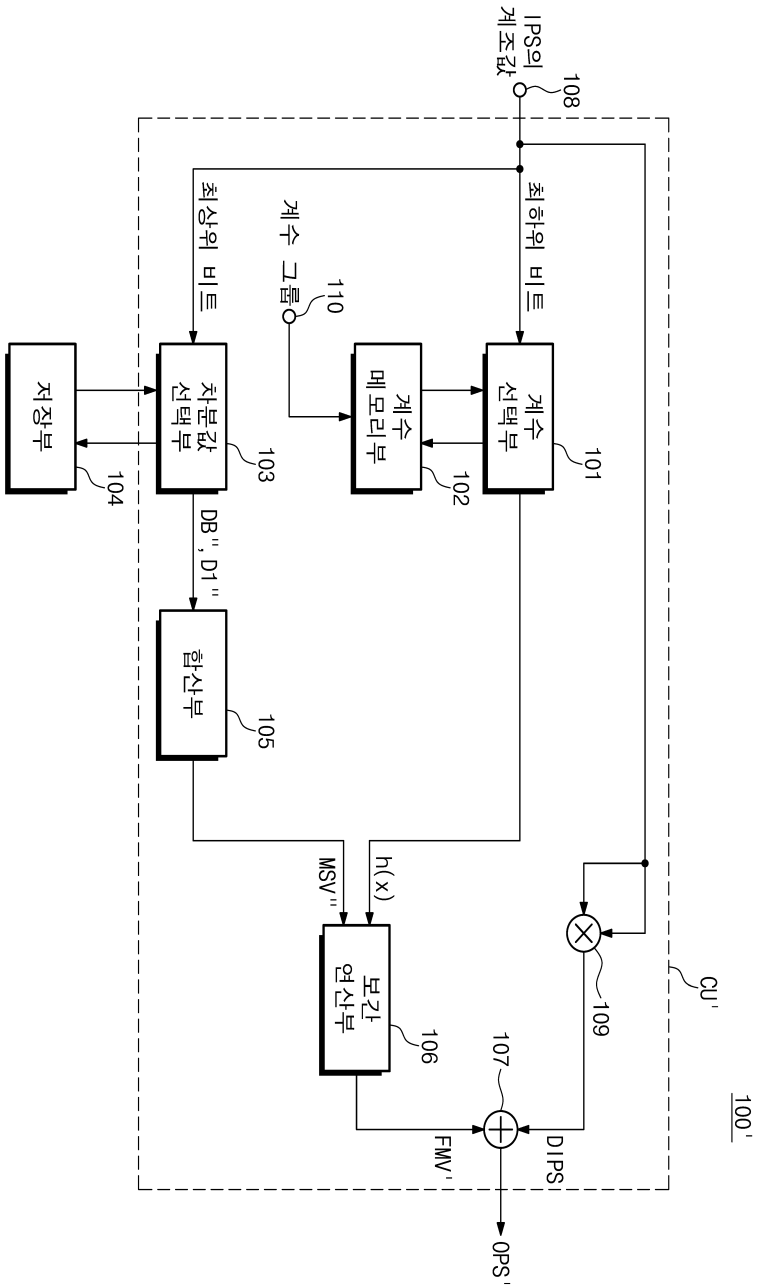 100'
IPS의
계조값
108
CU'
최하위 비트
최상위 비트
계수 그룹
110
계수
선택부
101
계수
메모리부
102
차분값
선택부
103
저장부
104
DB", D1"
합산부
105
h(x)
MSV"
보간
연산부
106
109
107
DIPS
FMV'
OPS'